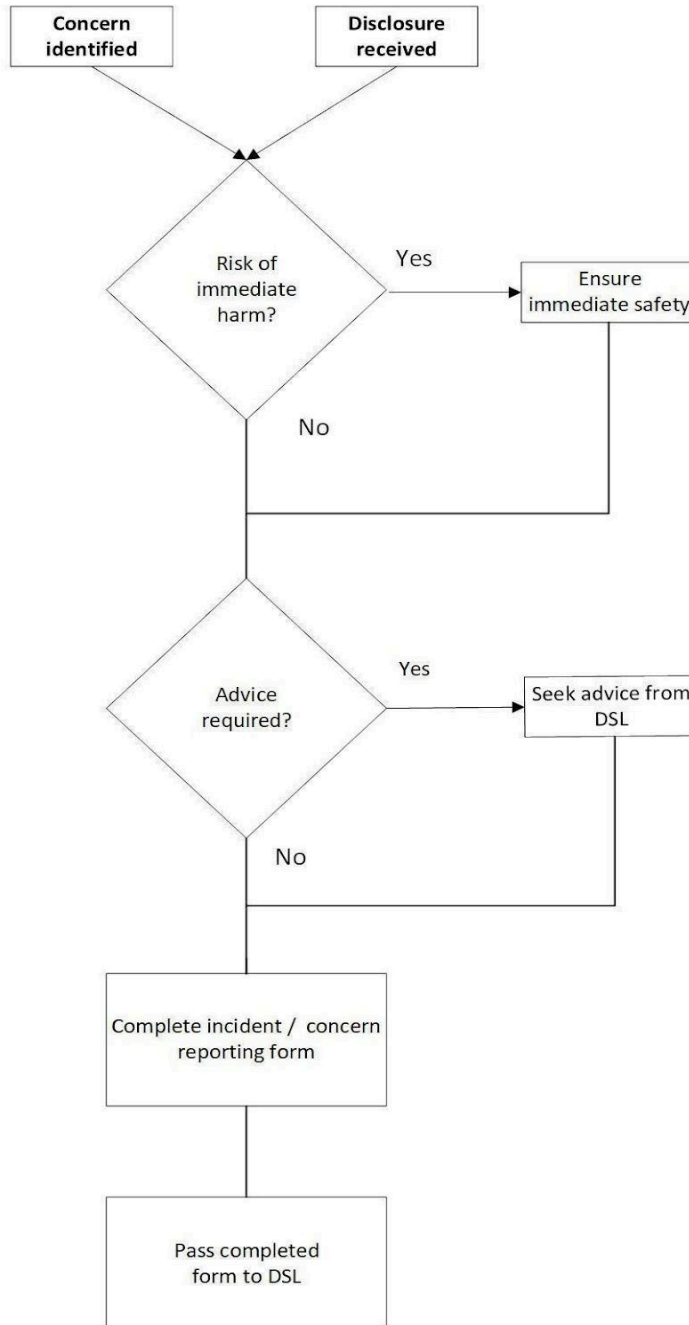 Concern
identified
Disclosure
received
Risk of
immediate
harm?
Yes
Ensure
immediate safety
No
Advice
required?
Yes
Seek advice from
DSL
No
Complete incident / concern
reporting form
Pass completed
form to DSL